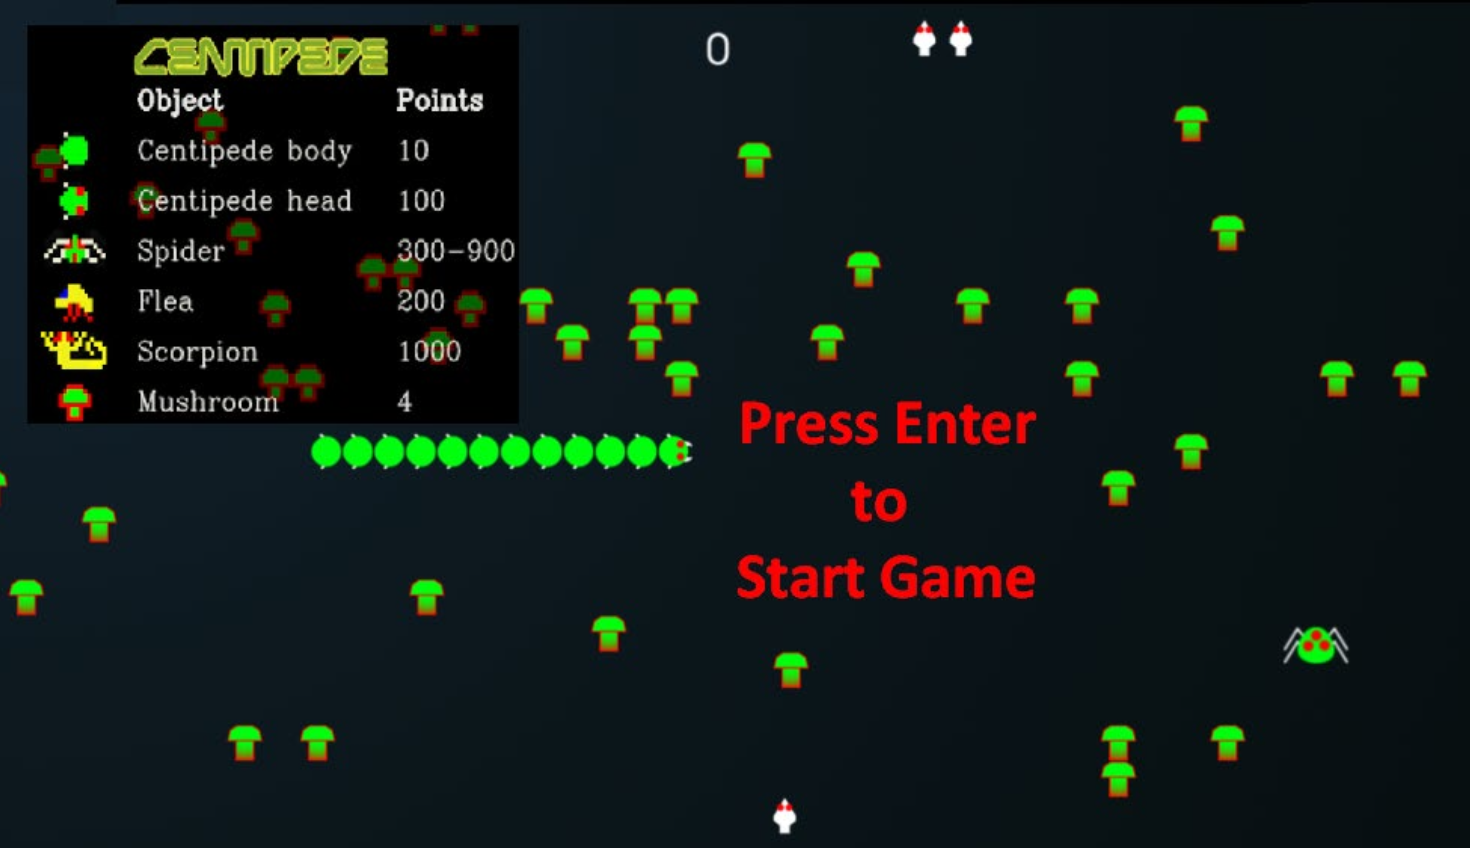 CENTIPEDE
0
Object Points
Centipede body 10
Centipede head 100
Spider 300-900
Flea 200
Scorpion 1000
Mushroom 4
Press Enter
to
Start Game